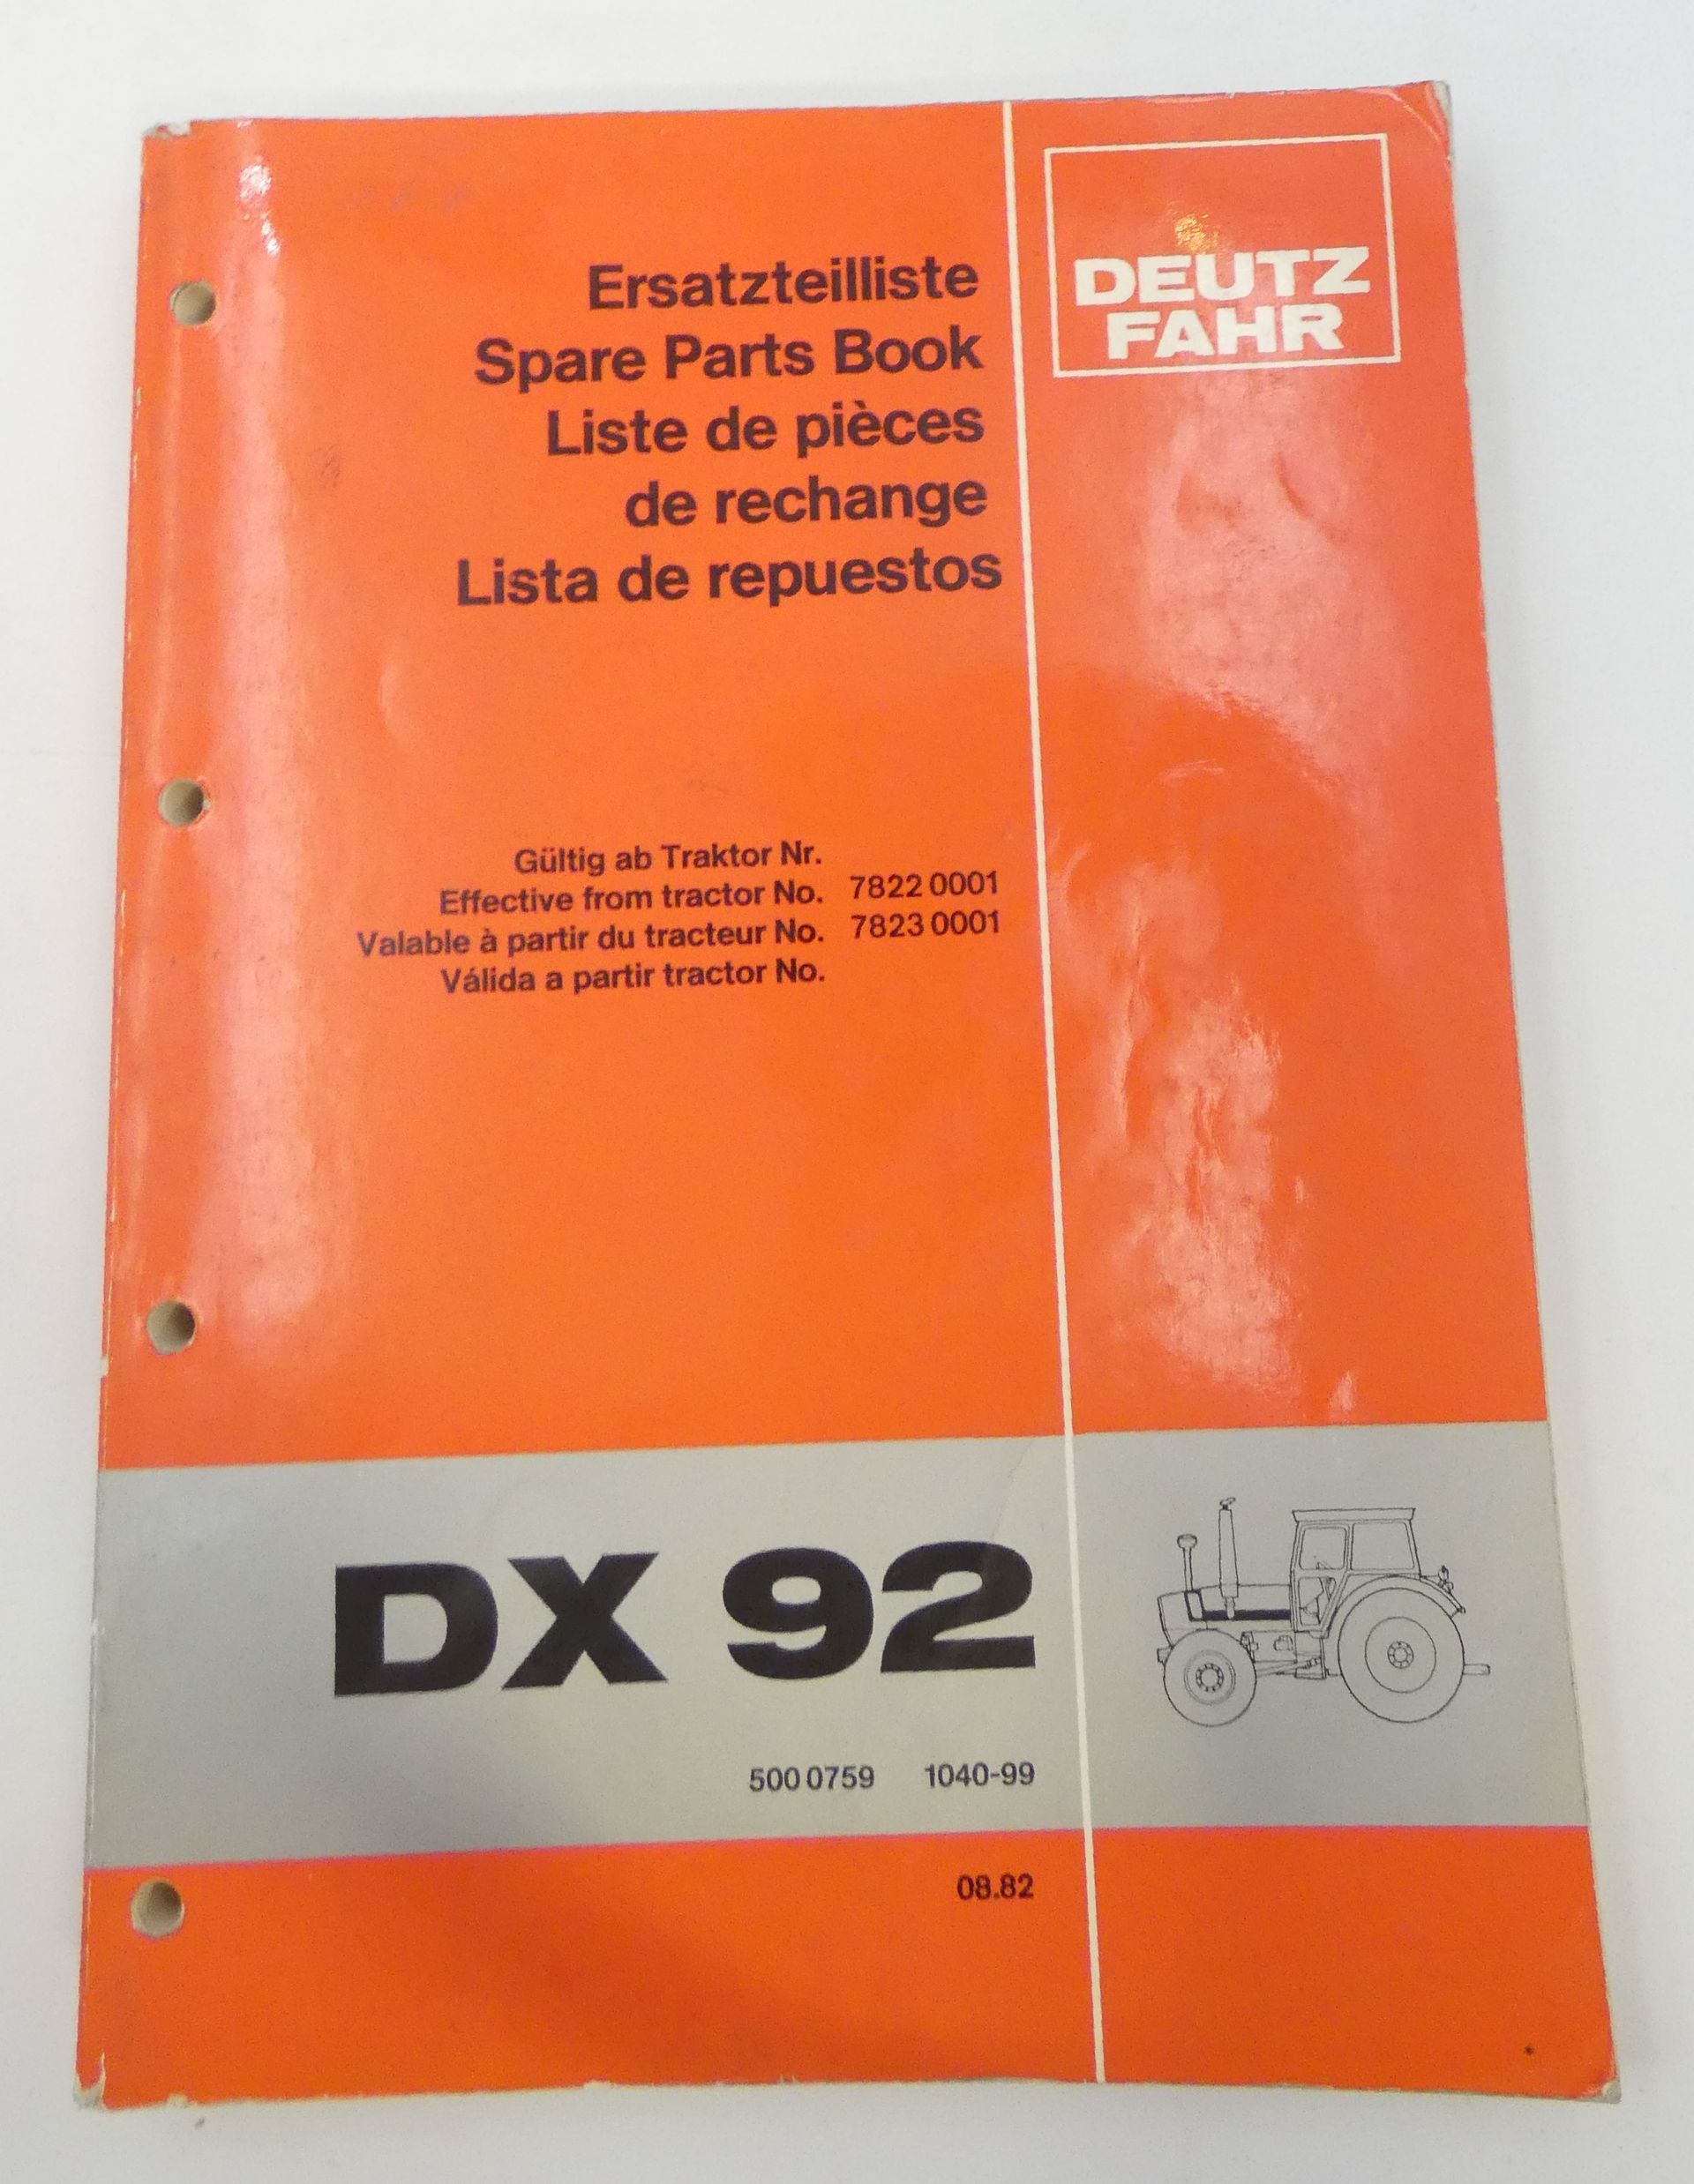 DEUTZ
FAHR
Ersatzteilliste
Spare Parts Book
Liste de pièces
de rechange
Lista de repuestos
Gültig ab Traktor Nr.
Effective from tractor No. 7822 0001
Valable à partir du tracteur No. 7823 0001
Válida a partir tractor No.
DX 92
500 0759 1040-99
08.82